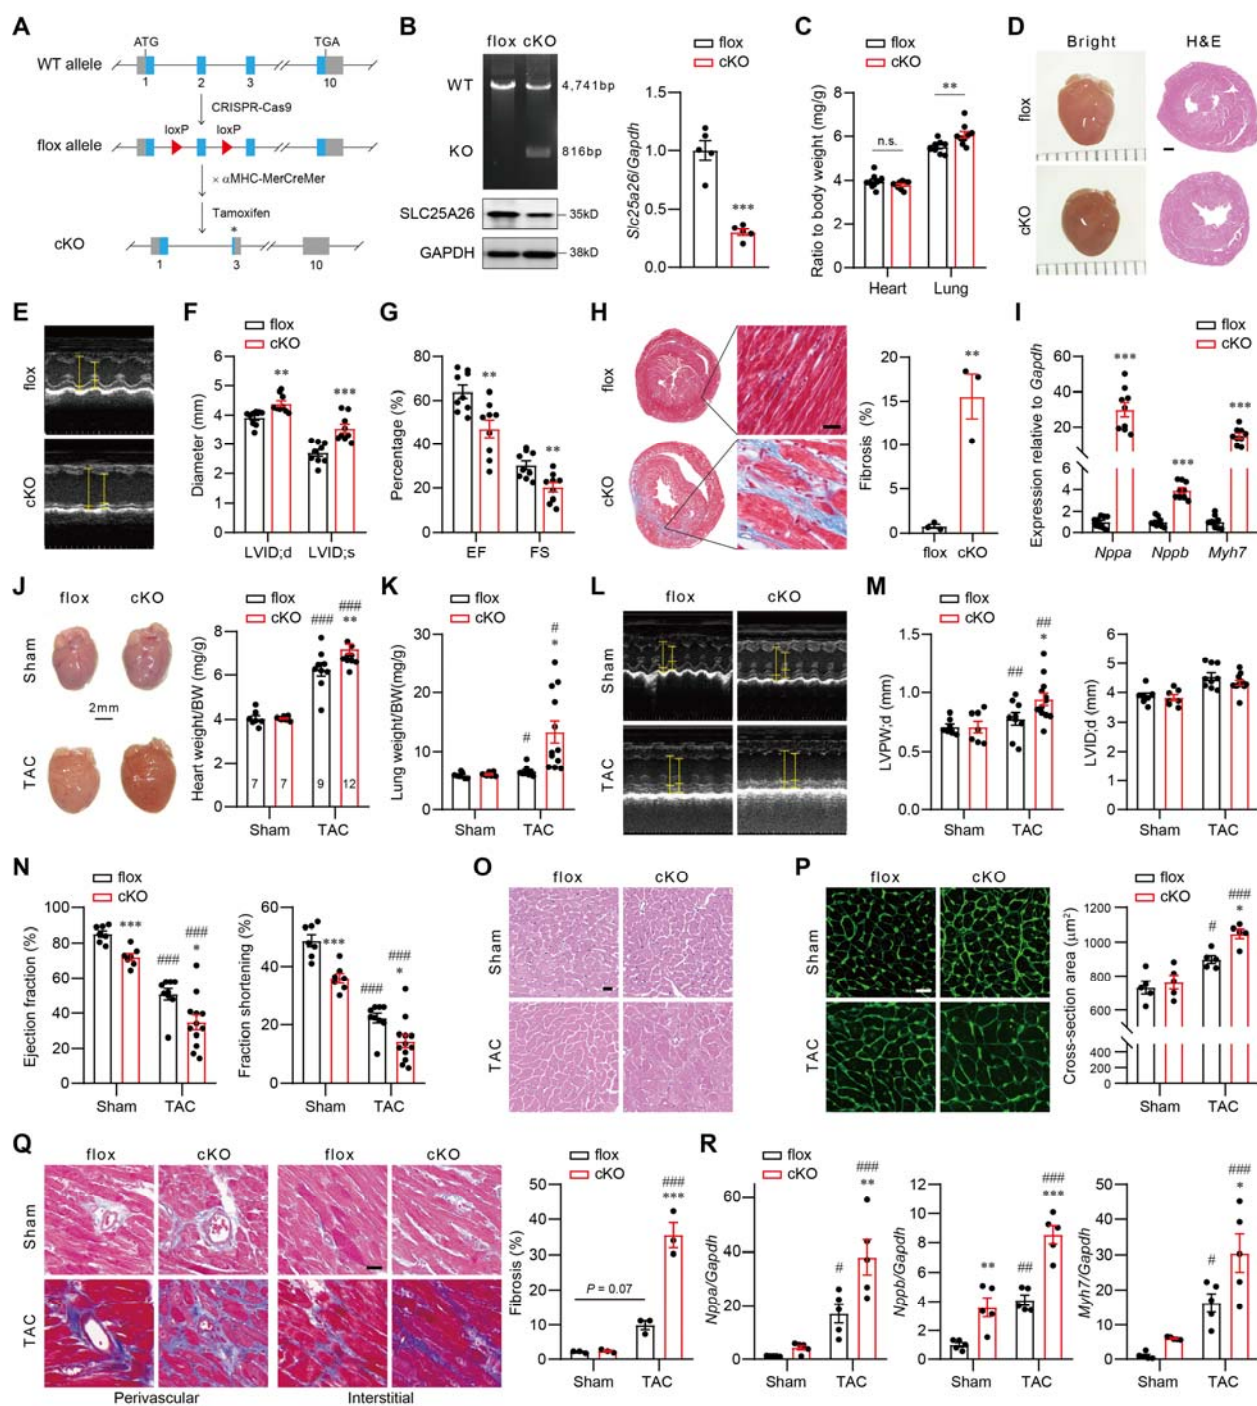 A
ATG
TGA
WT allele
1
2
3
10
CRISPR-Cas9
loxP
loxP
flox allele
× αMHC-MerCreMer
Tamoxifen
*
cKO
1
3
10
B
flox cKO
WT
4,741bp
KO
816bp
SLC25A26
35kD
GAPDH
38kD
flox
cKO
Slc25a26/Gapdh
1.5
1.0
0.5
0.0
***
C
flox
cKO
Ratio to body weight (mg/g)
10
8
6
4
2
0
n.s.
**
Heart
Lung
D
Bright
H&E
flox
cKO
E
flox
cKO
F
flox
cKO
Diameter (mm)
6
5
4
3
2
1
0
**
***
LVID;d
LVID;s
G
flox
cKO
Percentage (%)
80
60
40
20
0
**
**
EF
FS
H
flox
cKO
Fibrosis (%)
20
15
10
5
0
**
flox
cKO
I
flox
cKO
Expression relative to Gapdh
60
40
20
6
4
2
0
***
***
***
Nppa
Nppb
Myh7
J
flox
cKO
Sham
2mm
TAC
flox
cKO
Heart weight/BW (mg/g)
8
6
4
2
0
###
###
**
7
7
9
12
Sham
TAC
K
flox
cKO
Lung weight/BW(mg/g)
30
20
10
0
#
#
*
Sham
TAC
L
flox
cKO
Sham
TAC
M
flox
cKO
LVPW;d (mm)
1.5
1.0
0.5
0.0
##
##
*
Sham
TAC
LVID;d (mm)
6
5
4
3
2
1
0
Sham
TAC
N
flox
cKO
Ejection fraction (%)
100
80
60
40
20
0
***
###
###
*
Sham
TAC
Fraction shortening (%)
60
40
20
0
***
###
###
*
Sham
TAC
O
flox
cKO
Sham
TAC
P
flox
cKO
Sham
TAC
flox
cKO
Cross-section area (μm²)
1200
1000
800
600
400
200
0
#
###
*
Sham
TAC
Q
flox
cKO
flox
cKO
Sham
TAC
Perivascular
Interstitial
flox
cKO
Fibrosis (%)
50
40
30
20
10
0
P = 0.07
###
***
Sham
TAC
R
flox
cKO
Nppa/Gapdh
60
40
20
0
#
###
**
Sham
TAC
Nppb/Gapdh
12
10
8
6
4
2
0
**
##
###
***
Sham
TAC
Myh7/Gapdh
50
40
30
20
10
0
#
###
*
Sham
TAC